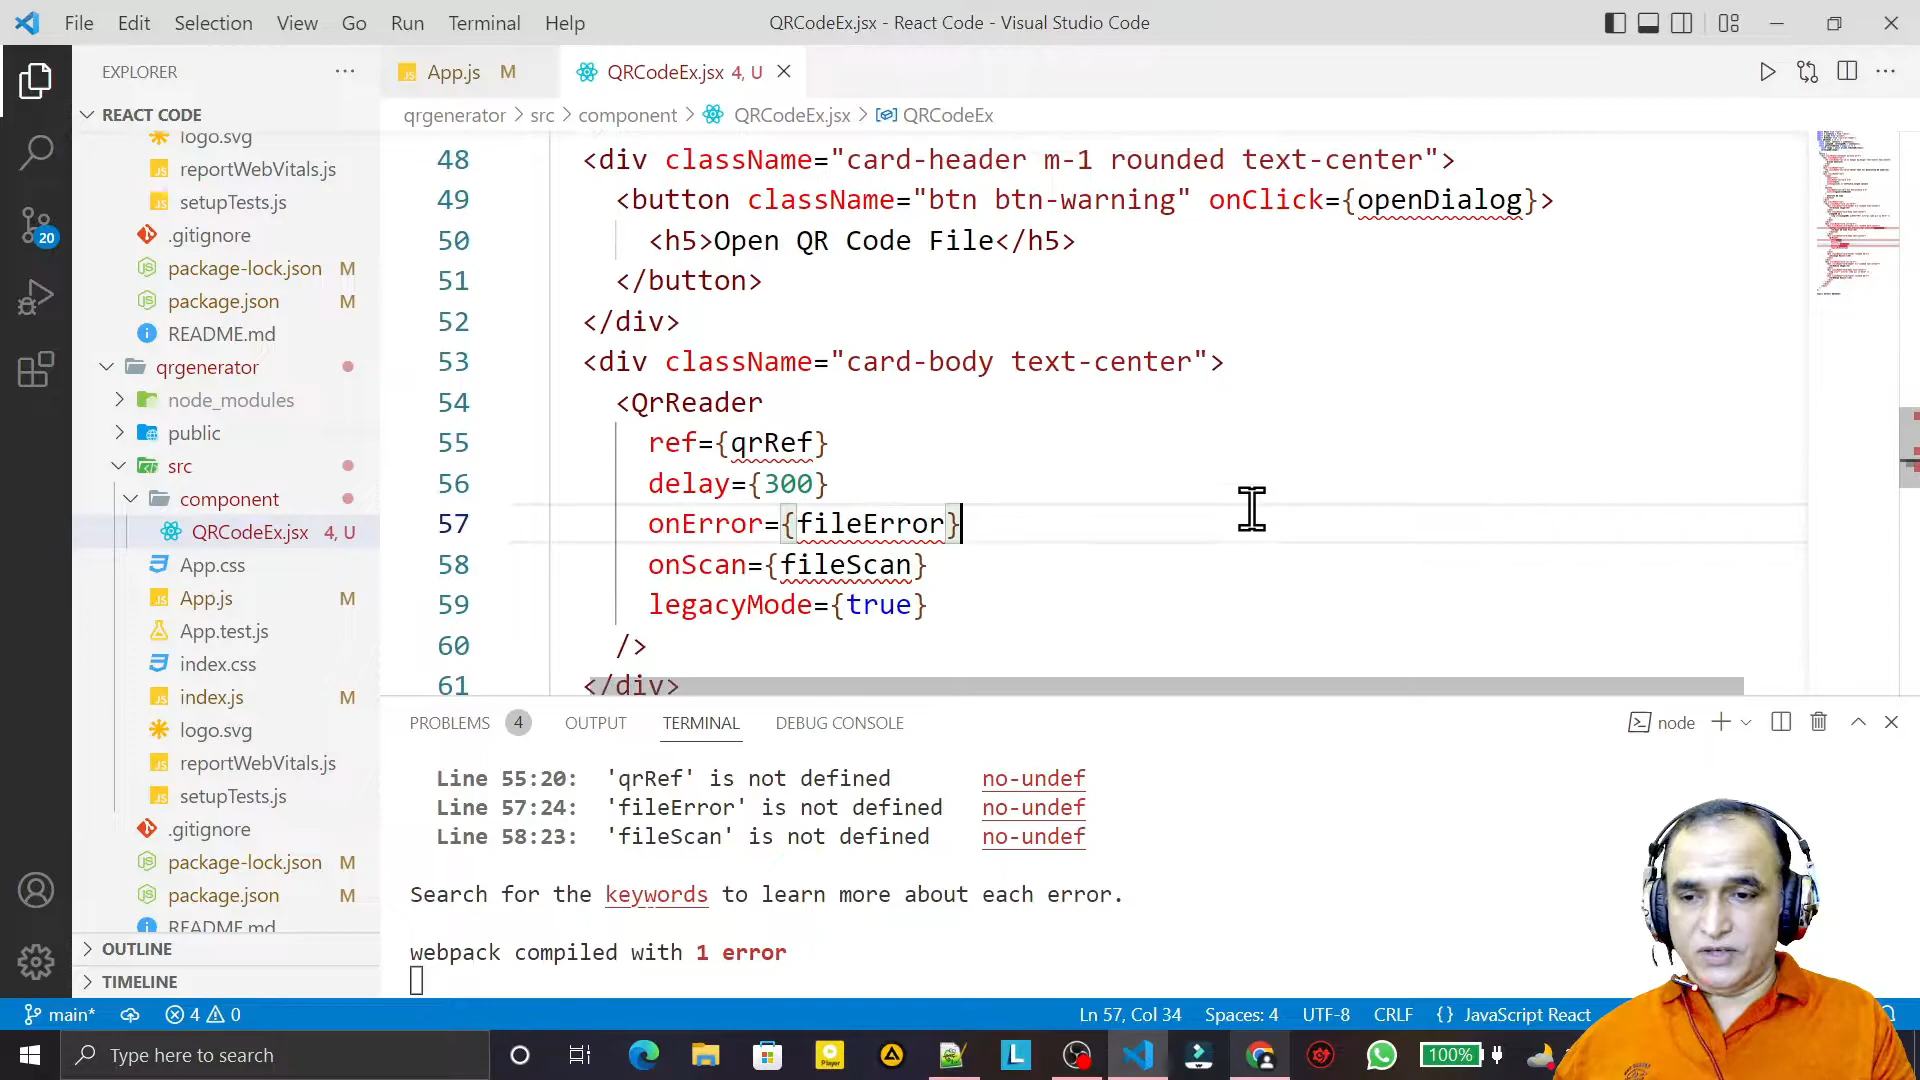 File Edit Selection View Go Run Terminal Help
QRCodeEx.jsx - React Code - Visual Studio Code
EXPLORER
REACT CODE
logo.svg
reportWebVitals.js
setupTests.js
.gitignore
package-lock.json M
package.json M
README.md
qrgenerator
node_modules
public
src
component
QRCodeEx.jsx 4, U
App.css
App.js M
App.test.js
index.css
index.js M
logo.svg
reportWebVitals.js
setupTests.js
.gitignore
package-lock.json M
package.json M
README.md
OUTLINE
TIMELINE
20
App.js M
QRCodeEx.jsx 4, U
qrgenerator > src > component > QRCodeEx.jsx > QRCodeEx
48 <div className="card-header m-1 rounded text-center">
49 <button className="btn btn-warning" onClick={openDialog}>
50 <h5>Open QR Code File</h5>
51 </button>
52 </div>
53 <div className="card-body text-center">
54 <QrReader
55 ref={qrRef}
56 delay={300}
57 onError={fileError}
58 onScan={fileScan}
59 legacyMode={true}
60 />
61 </div>
PROBLEMS 4 OUTPUT TERMINAL DEBUG CONSOLE
node
Line 55:20: 'qrRef' is not defined no-undef
Line 57:24: 'fileError' is not defined no-undef
Line 58:23: 'fileScan' is not defined no-undef
Search for the keywords to learn more about each error.
webpack compiled with 1 error
main* 4 0
Ln 57, Col 34 Spaces: 4 UTF-8 CRLF {} JavaScript React
Type here to search
Player
L
100%